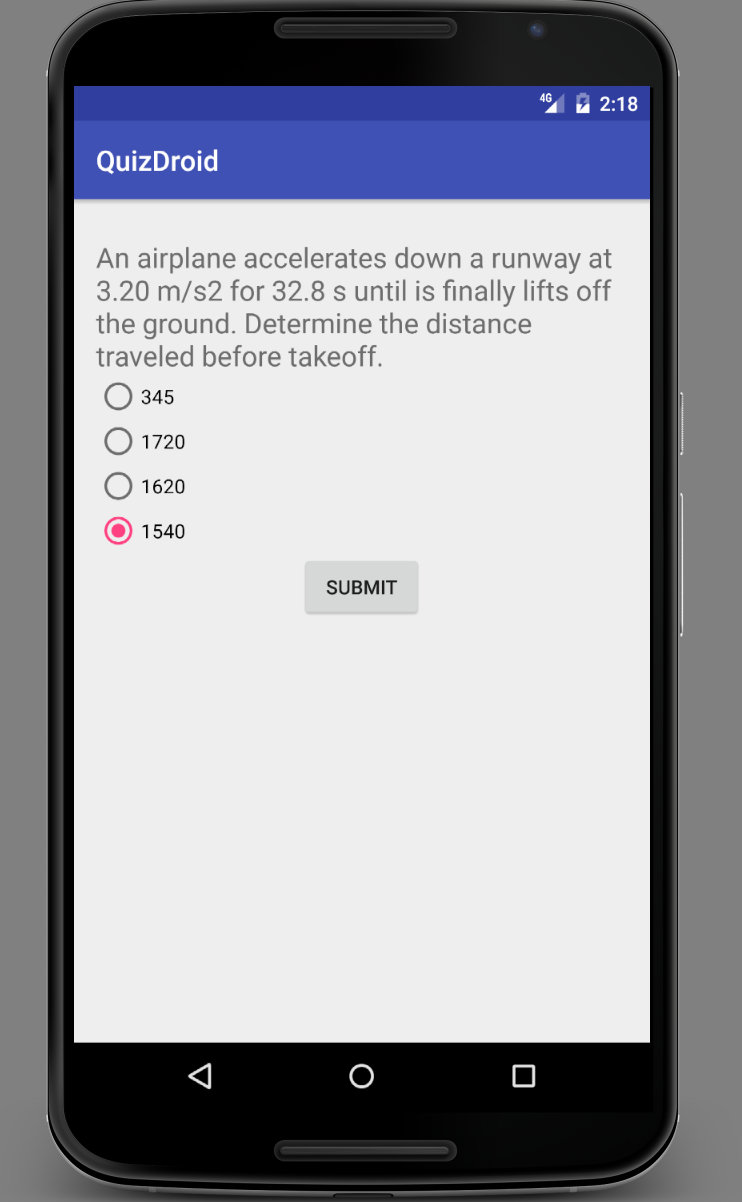 4G 2:18
QuizDroid
An airplane accelerates down a runway at
3.20 m/s2 for 32.8 s until is finally lifts off
the ground. Determine the distance
traveled before takeoff.
345
1720
1620
1540
SUBMIT